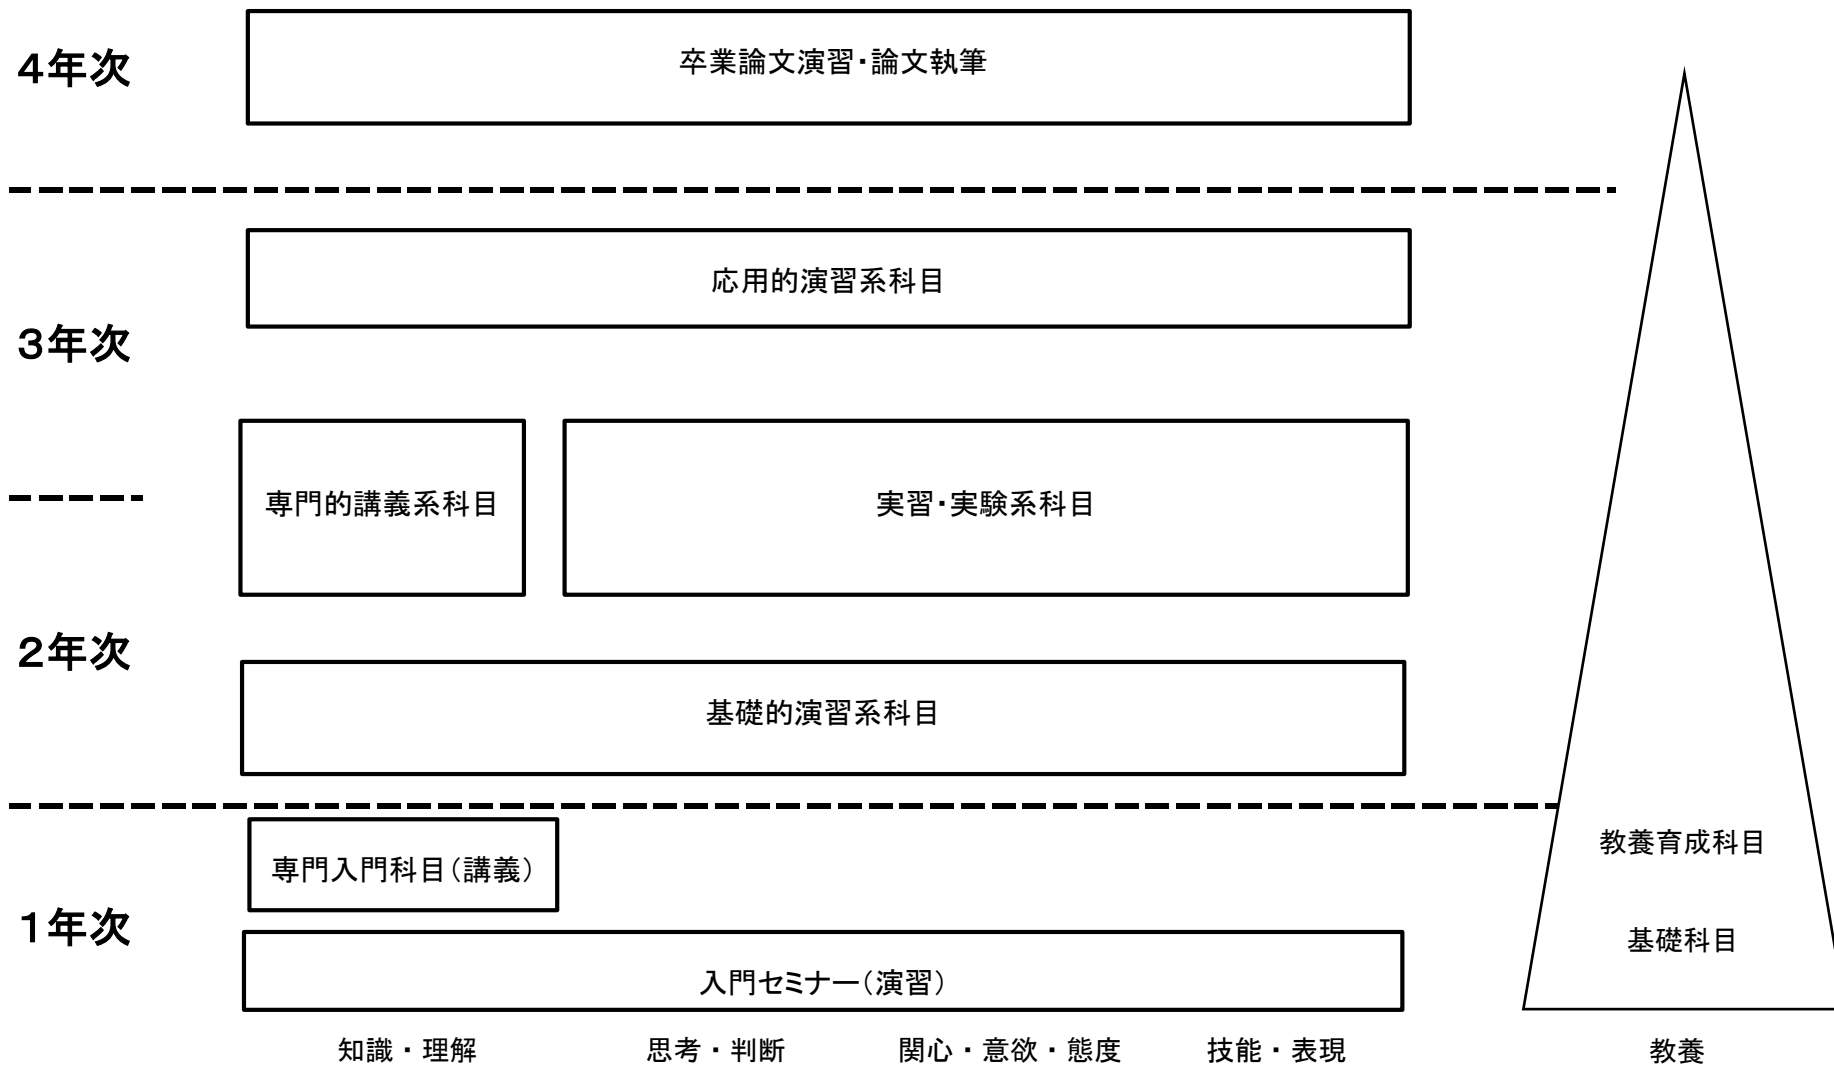 4年次
卒業論文演習・論文執筆
応用的演習系科目
3年次
専門的講義系科目
実習・実験系科目
2年次
基礎的演習系科目
教養育成科目
専門入門科目(講義)
1年次
基礎科目
入門セミナー(演習)
知識・理解
思考・判断
関心・意欲・態度
技能・表現
教養